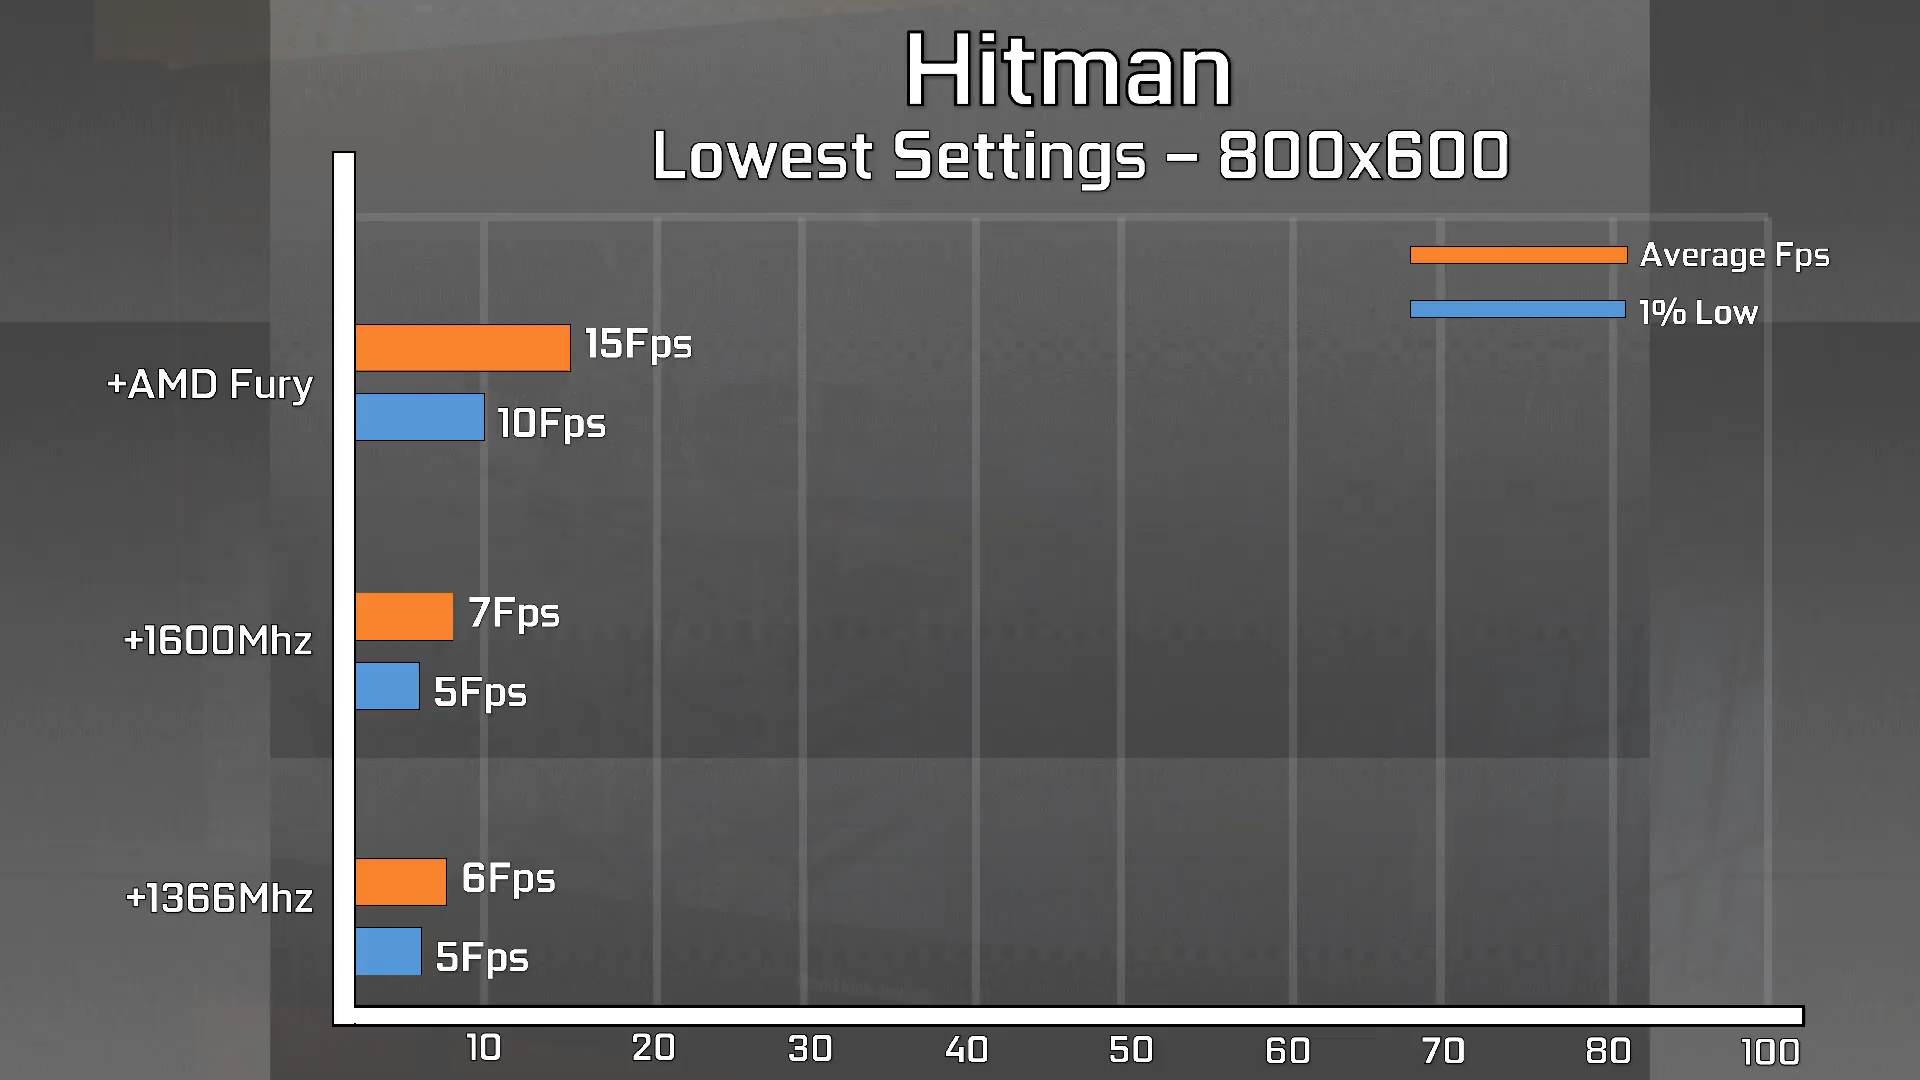 Hitman
Lowest Settings – 800x600
Average Fps
1% Low
+AMD Fury
15Fps
10Fps
+1600Mhz
7Fps
5Fps
+1366Mhz
6Fps
5Fps
10 20 30 40 50 60 70 80 100